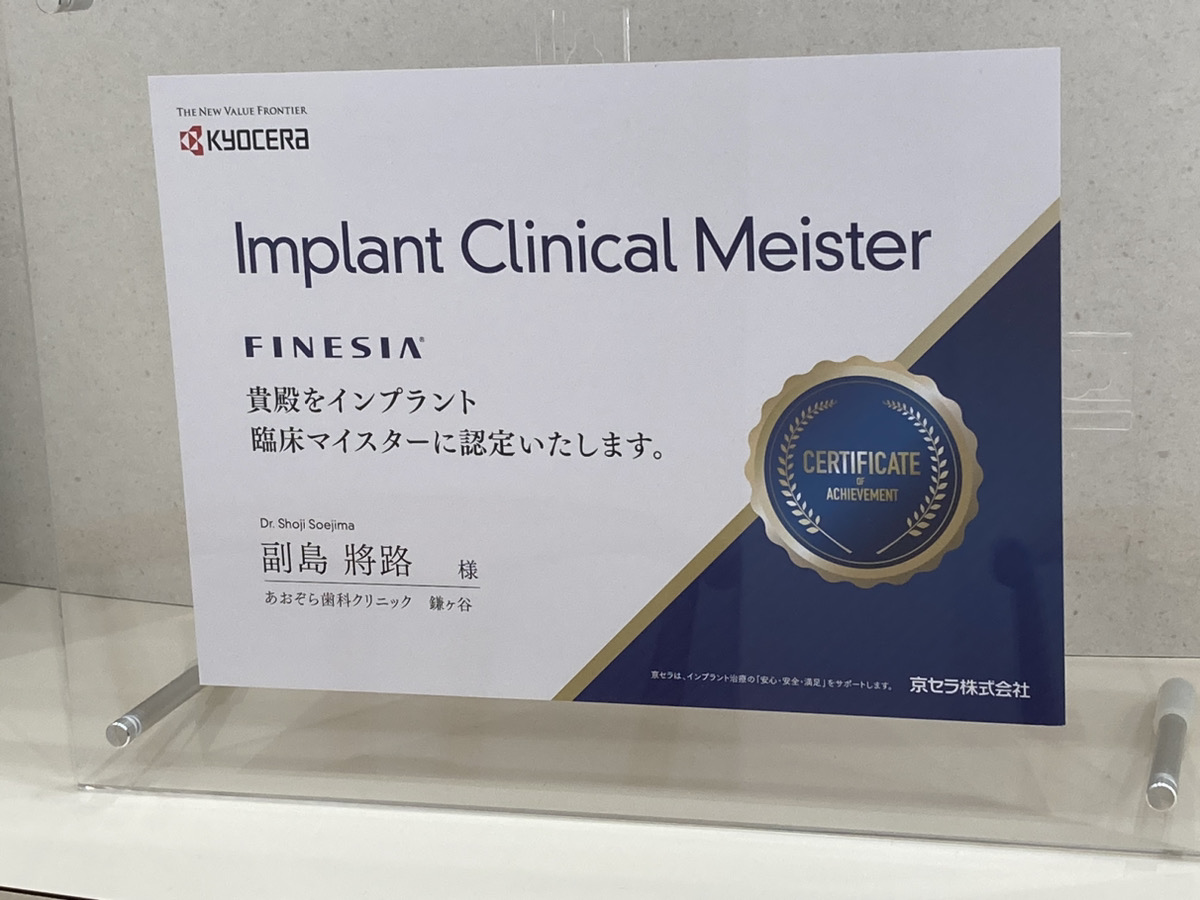 THE NEW VALUE FRONTIER
KYOCERA
Implant Clinical Meister
FINESIA®
貴殿をインプラント
臨床マイスターに認定いたします。
CERTIFICATE
OF
ACHIEVEMENT
Dr. Shoji Soejima
副島 將路 様
あおぞら歯科クリニック 鎌ヶ谷
京セラは、インプラント治療の「安心・安全・満足」をサポートします。 京セラ株式会社